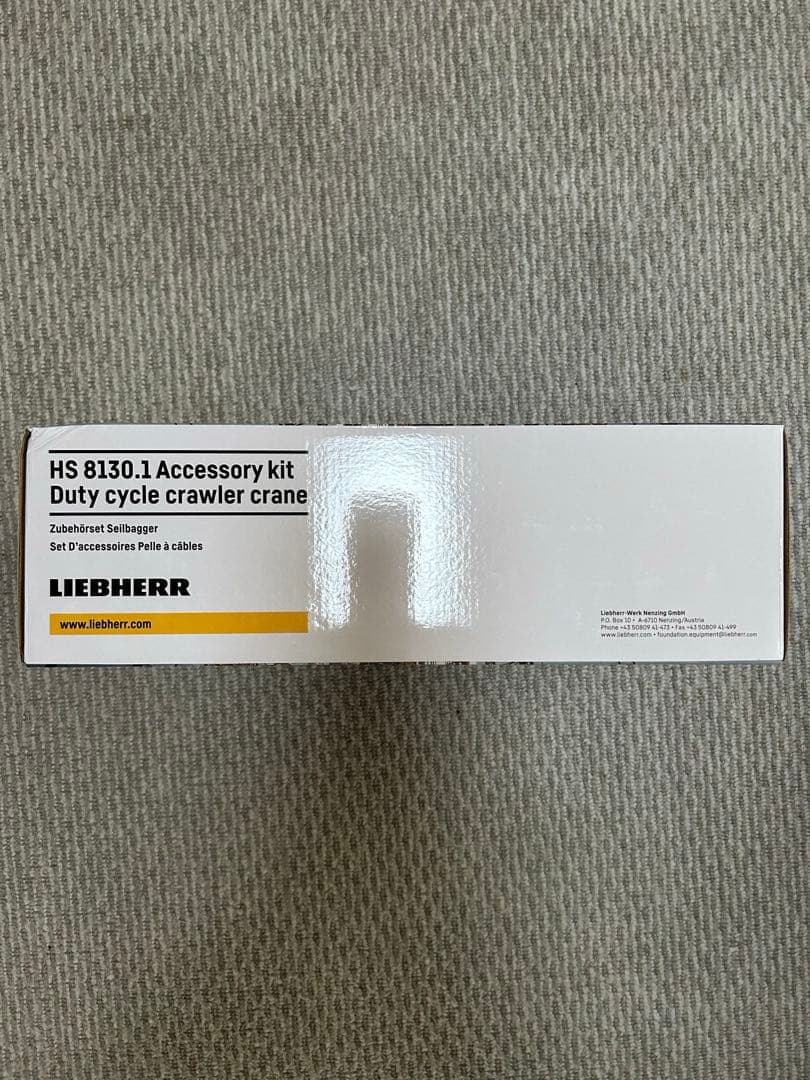 HS 8130.1 Accessory kit
Duty cycle crawler crane
Zubehörset Seilbagger
Set D'accessoires Pelle à câbles
LIEBHERR
www.liebherr.com
Liebherr-Werk Nenzing GmbH
P.O. Box 10 • A-6710 Nenzing/Austria
Phone +43 50809 41-473 • Fax +43 50809 41-499
www.liebherr.com • foundation.equipment@liebherr.com